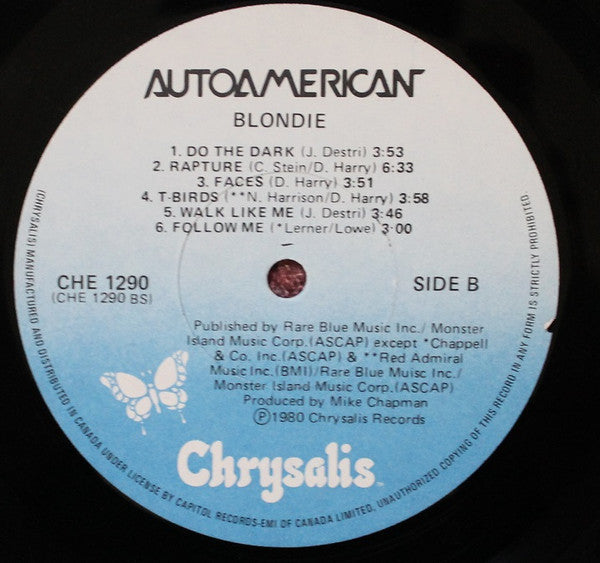 AUTOAMERICAN
BLONDIE
1. DO THE DARK (J. Destri) 3:53
2. RAPTURE (C. Stein/D. Harry) 6:33
3. FACES (D. Harry) 3:51
4. T-BIRDS (**N. Harrison/D. Harry) 3:58
5. WALK LIKE ME (J. Destri) 3:46
6. FOLLOW ME (*Lerner/Lowe) 3:00
CHE 1290
(CHE 1290 BS)
SIDE B
Published by Rare Blue Music Inc./ Monster
Island Music Corp.(ASCAP) except *Chappell
& Co. Inc.(ASCAP) & **Red Admiral
Music Inc.(BMI)/Rare Blue Muisc Inc./
Monster Island Music Corp.(ASCAP)
Produced by Mike Chapman
Ⓟ1980 Chrysalis Records
Chrysalis™
(CHRYSALIS) MANUFACTURED AND DISTRIBUTED IN CANADA UNDER LICENSE BY CAPITOL RECORDS-EMI OF CANADA LIMITED, UNAUTHORIZED COPYING OF THIS RECORD IN ANY FORM IS STRICTLY PROHIBITED.